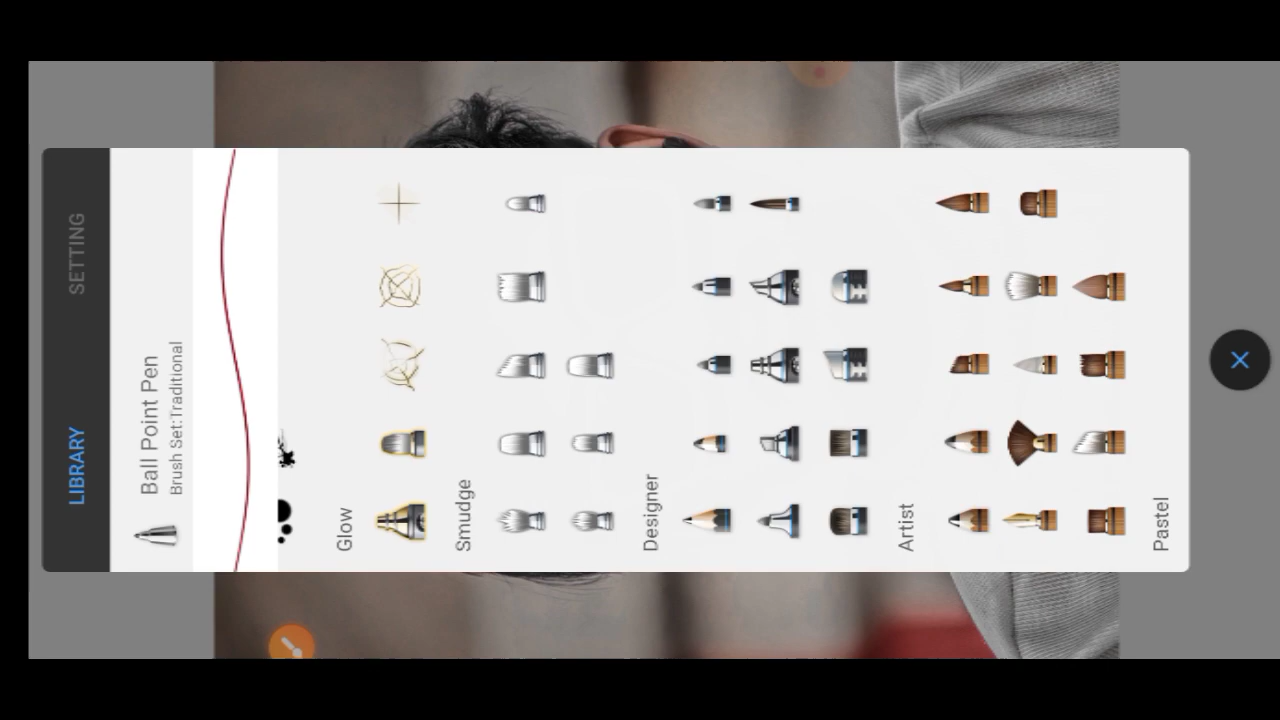 LIBRARY
SETTING
Ball Point Pen
Brush Set:Traditional
Glow
Smudge
Designer
Artist
Pastel